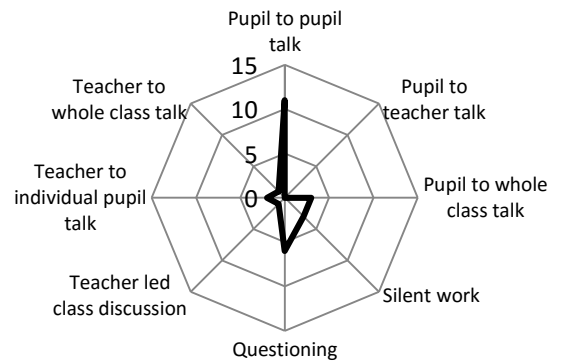 Pupil to pupil
talk
Pupil to
teacher talk
Pupil to whole
class talk
Silent work
Questioning
Teacher led
class discussion
Teacher to
individual pupil
talk
Teacher to
whole class talk
15
10
5
0